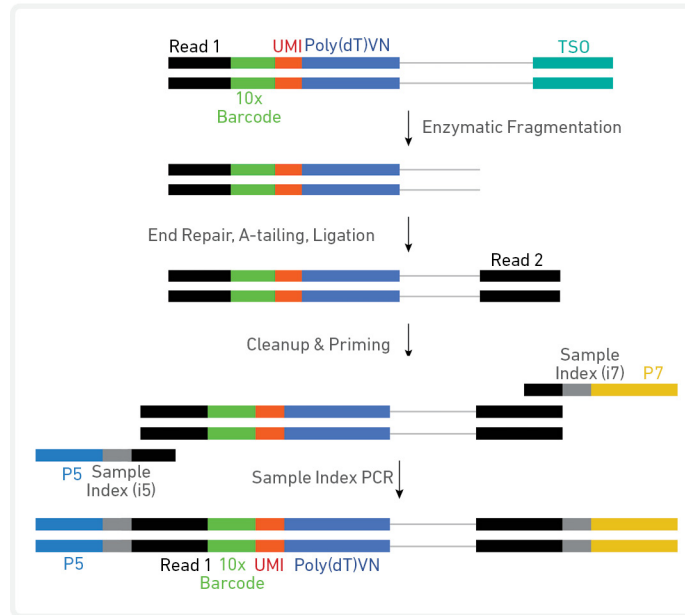 Read 1
UMI
Poly(dT)VN
TSO
10x
Barcode
Enzymatic Fragmentation
End Repair, A-tailing, Ligation
Read 2
Cleanup & Priming
Sample
Index (i7)
P7
P5
Sample
Index (i5)
Sample Index PCR
P5
Read 1
10x
Barcode
UMI
Poly(dT)VN